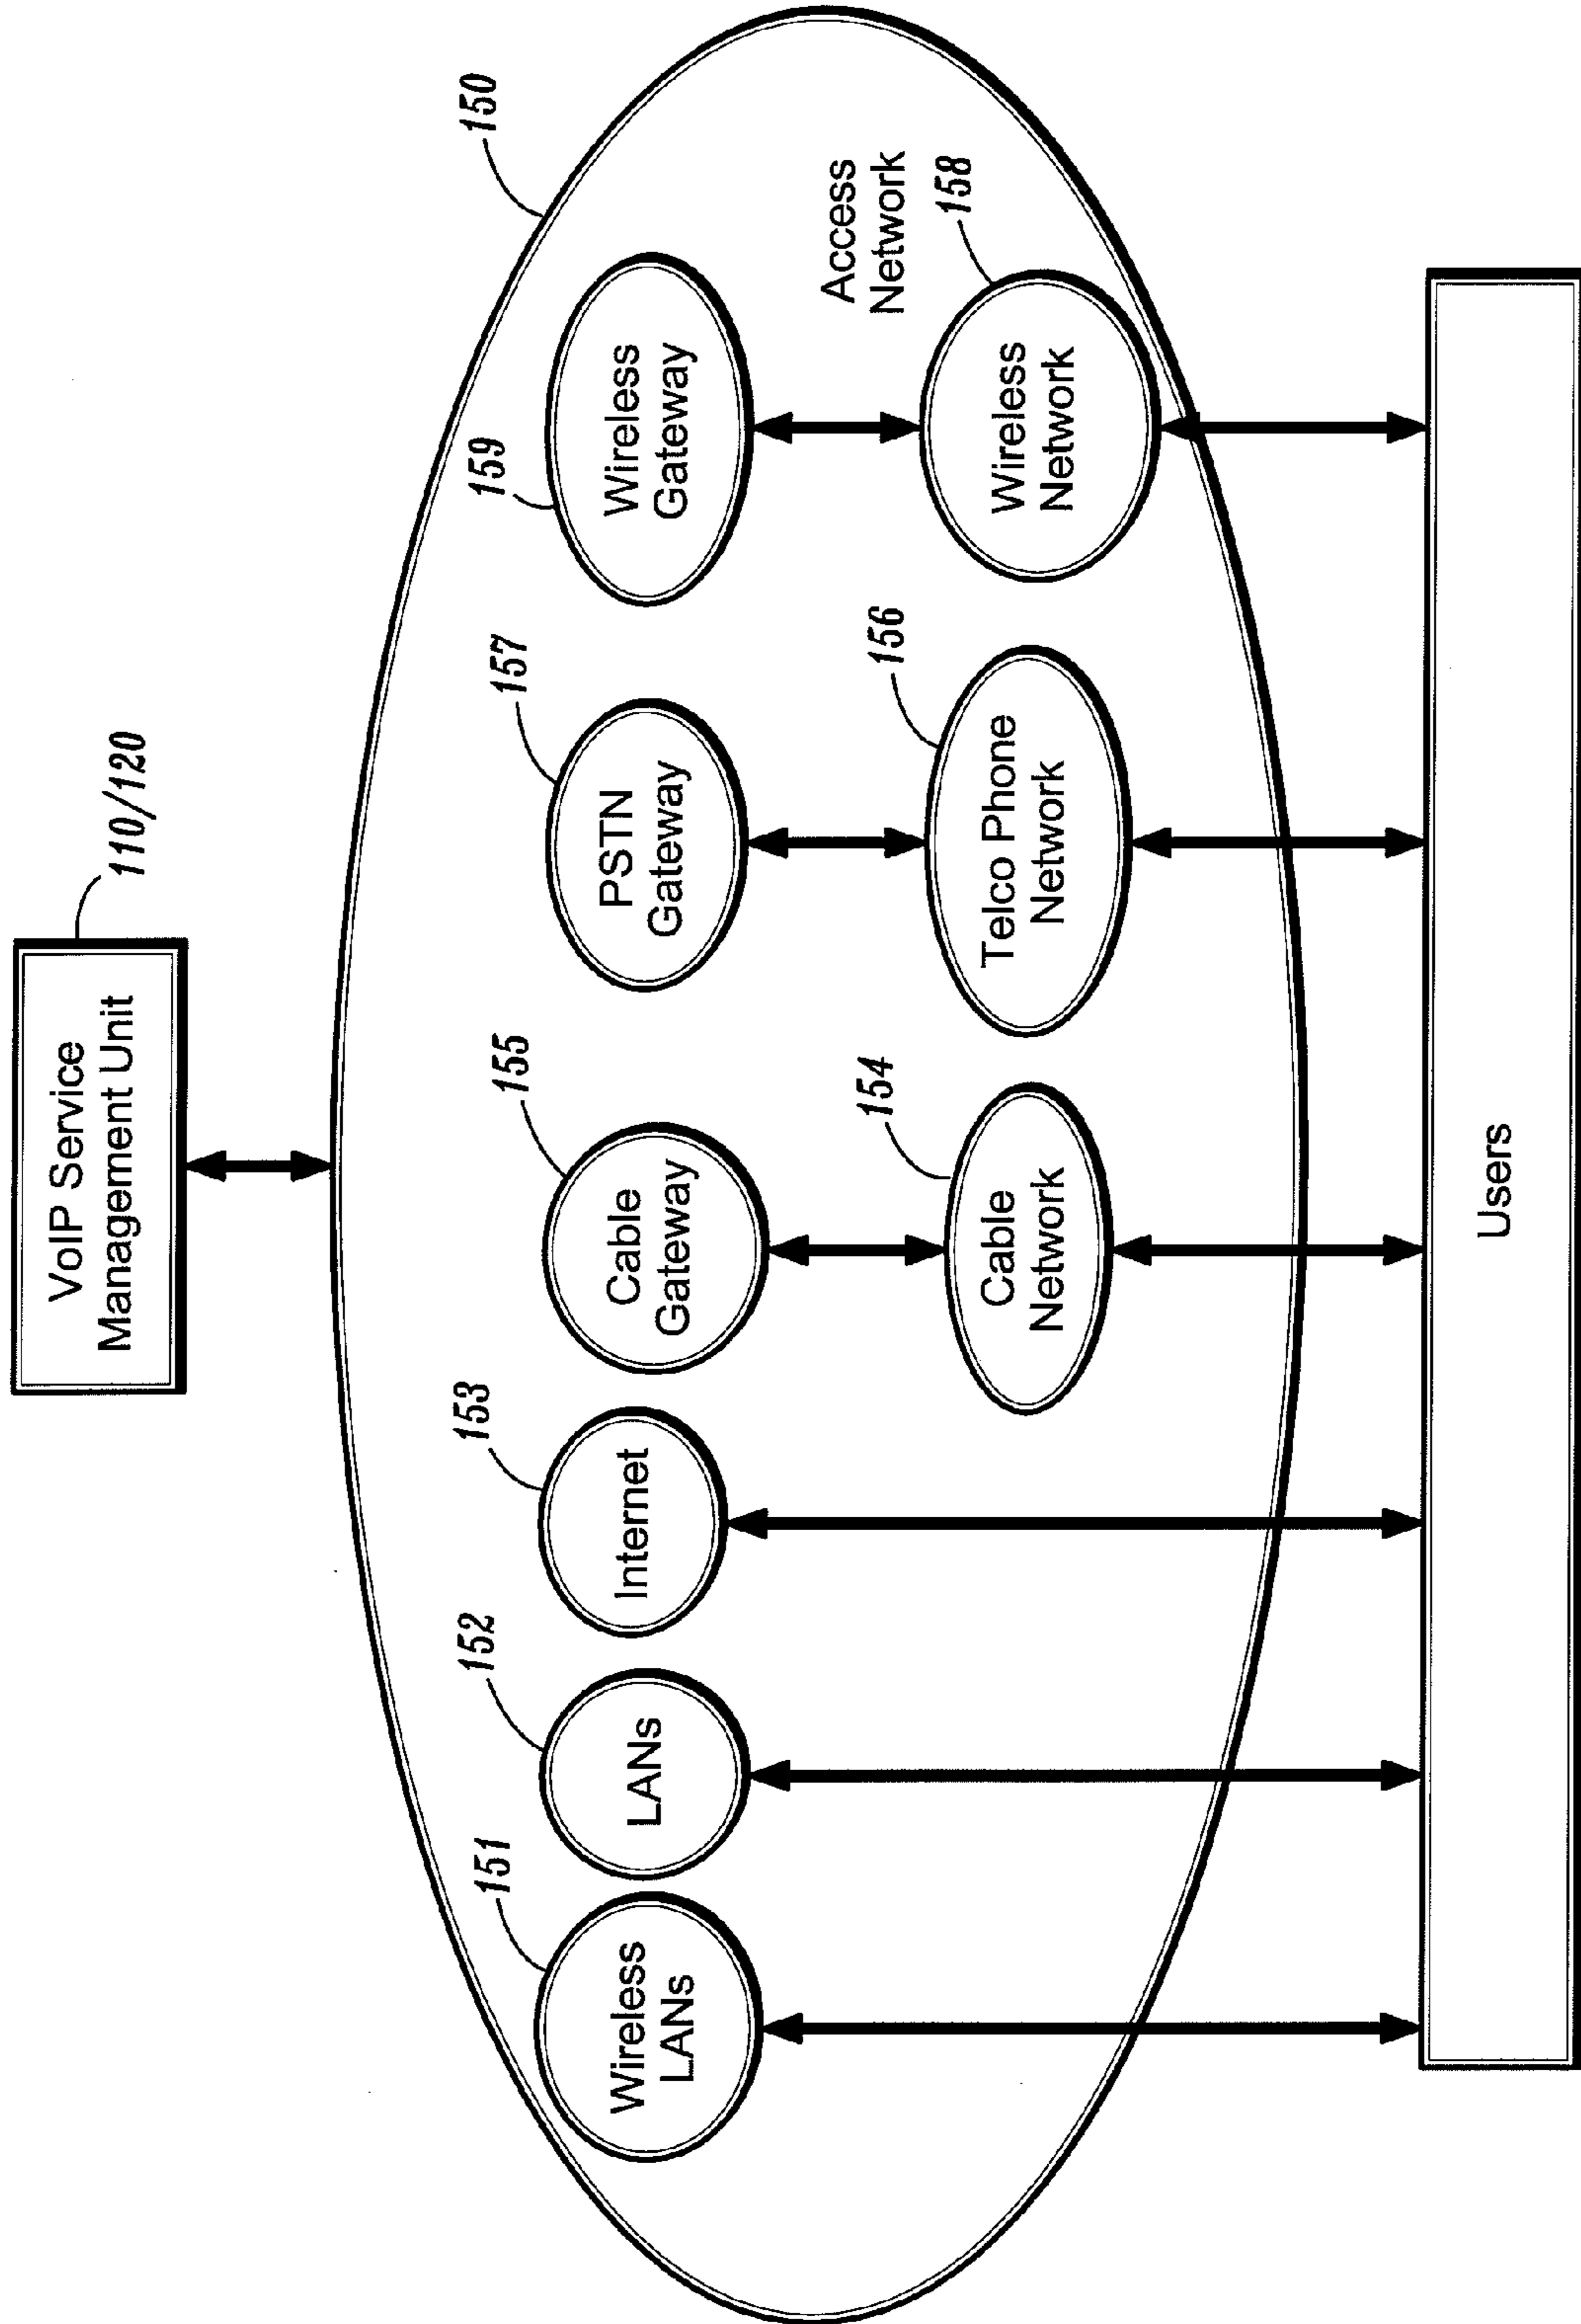 VoIP Service
Management Unit
110/120
150
151
Wireless
LANs
152
LANs
153
Internet
155
Cable
Gateway
157
PSTN
Gateway
159
Wireless
Gateway
Access
Network
154
Cable
Network
156
Telco Phone
Network
158
Wireless
Network
Users